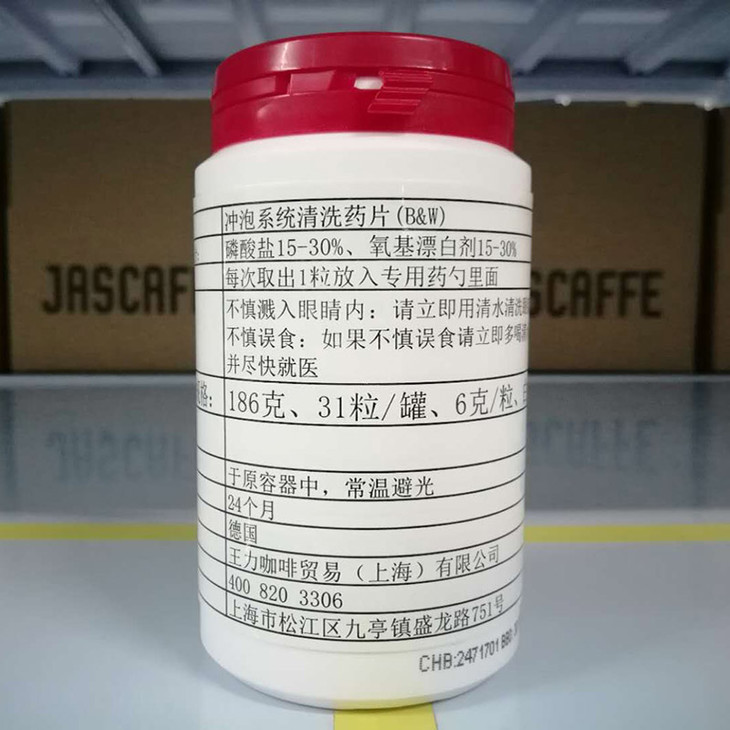 冲泡系统清洗药片(B&W)
磷酸盐15-30%、氧基漂白剂15-30%
每次取出1粒放入专用药勺里面
不慎溅入眼睛内：请立即用清水清洗
不慎误食：如果不慎误食请立即多喝
并尽快就医
格：
186克、31粒/罐、6克/粒、
于原容器中，常温避光
24个月
德国
王力咖啡贸易（上海）有限公司
400 820 3306
上海市松江区九亭镇盛龙路751号
CHB:2471701
JASCAFFE
SCAFFE